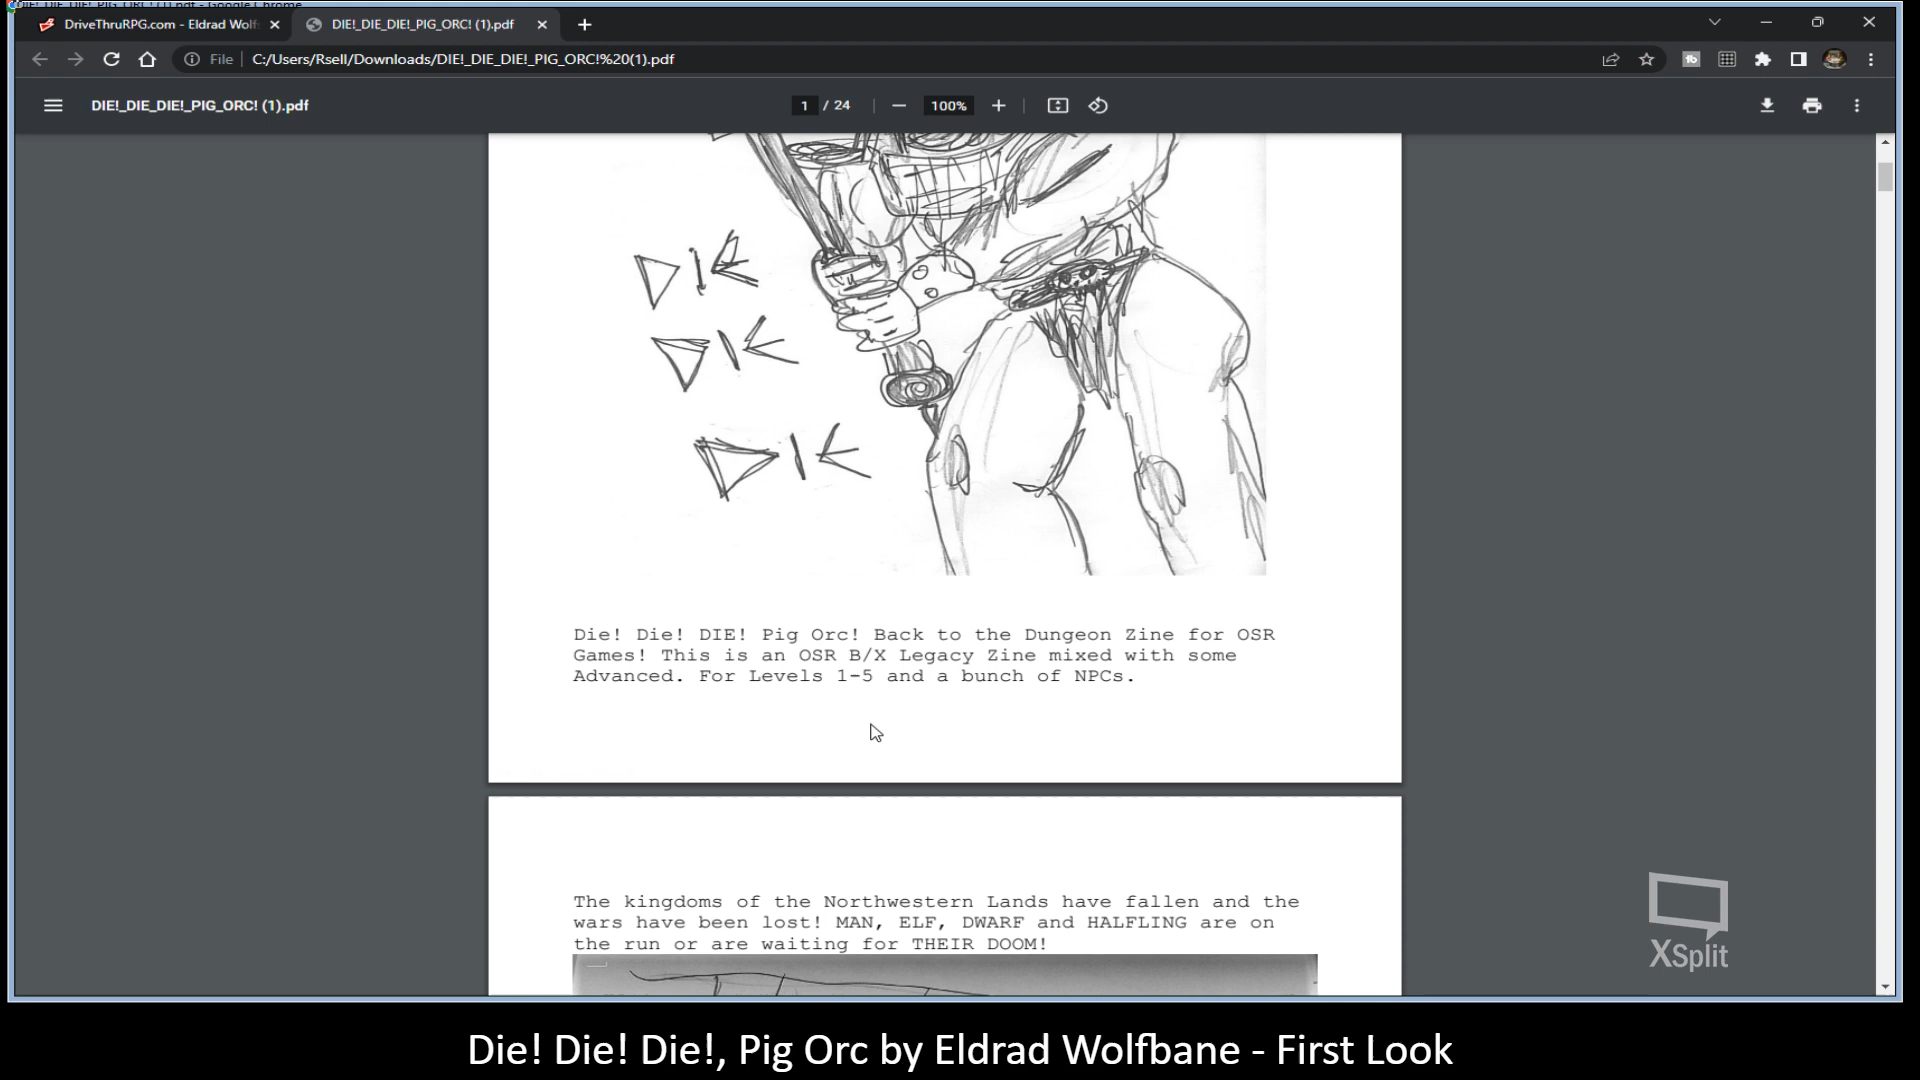 DriveThruRPG.com - Eldrad Wolf
DIE!_DIE_DIE!_PIG_ORC! (1).pdf
File
C:/Users/Rsell/Downloads/DIE!_DIE_DIE!_PIG_ORC!%20(1).pdf
DIE!_DIE_DIE!_PIG_ORC! (1).pdf
1 / 24
100%
DIE
DIE
DIE
Die! Die! DIE! Pig Orc! Back to the Dungeon Zine for OSR
Games! This is an OSR B/X Legacy Zine mixed with some
Advanced. For Levels 1-5 and a bunch of NPCs.
The kingdoms of the Northwestern Lands have fallen and the
wars have been lost! MAN, ELF, DWARF and HALFLING are on
the run or are waiting for THEIR DOOM!
XSplit
Die! Die! Die!, Pig Orc by Eldrad Wolfbane - First Look